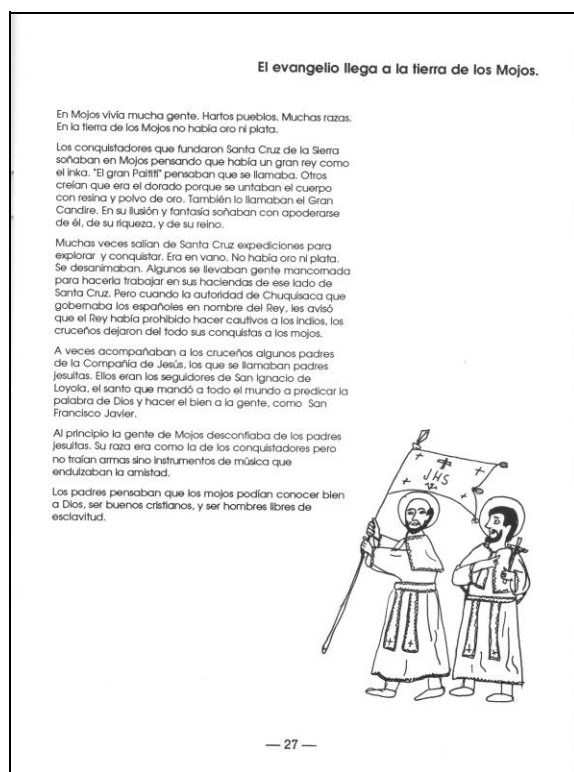 El evangelio llega a la tierra de los Mojos.
En Mojos vivía mucha gente. Hartos pueblos. Muchas razas.
En la tierra de los Mojos no había oro ni plata.
Los conquistadores que fundaron Santa Cruz de la Sierra
soñaban en Mojos pensando que había un gran rey como
el inka. "El gran Paititi" pensaban que se llamaba. Otros
creían que era el dorado porque se untaban el cuerpo
con resina y polvo de oro. También lo llamaban el Gran
Candire. En su ilusión y fantasía soñaban con apoderarse
de él, de su riqueza, y de su reino.
Muchas veces salían de Santa Cruz expediciones para
explorar y conquistar. Era en vano. No había oro ni plata.
Se desanimaban. Algunos se llevaban gente mancornada
para hacerla trabajar en sus haciendas de ese lado de
Santa Cruz. Pero cuando la autoridad de Chuquisaca que
gobernaba los españoles en nombre del Rey, les avisó
que el Rey había prohibido hacer cautivos a los indios, los
cruceños dejaron del todo sus conquistas a los mojos.
A veces acompañaban a los cruceños algunos padres
de la Compañía de Jesús, los que se llamaban padres
jesuitas. Ellos eran los seguidores de San Ignacio de
Loyola, el santo que mandó a todo el mundo a predicar la
palabra de Dios y hacer el bien a la gente, como San
Francisco Javier.
Al principio la gente de Mojos desconfiaba de los padres
jesuitas. Su raza era como la de los conquistadores pero
no traían armas sino instrumentos de música que
endulzaban la amistad.
Los padres pensaban que los mojos podían conocer bien
a Dios, ser buenos cristianos, y ser hombres libres de
esclavitud.
JHS
— 27 —